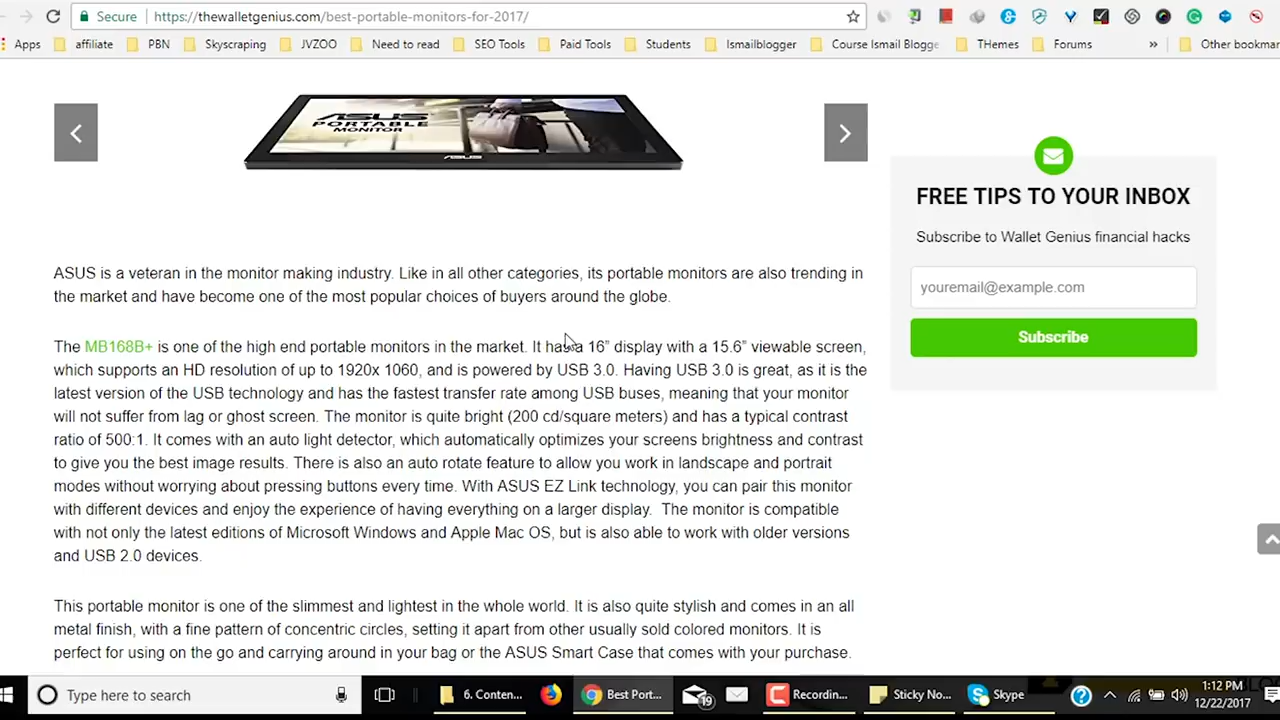 Secure https://thewalletgenius.com/best-portable-monitors-for-2017/
Apps affiliate PBN Skyscraping JVZOO Need to read SEO Tools Paid Tools Students Ismailblogger Course Ismail Blogge THemes Forums » Other bookmar
ASUS
PORTABLE
MONITOR
ASUS
FREE TIPS TO YOUR INBOX
Subscribe to Wallet Genius financial hacks
youremail@example.com
Subscribe
ASUS is a veteran in the monitor making industry. Like in all other categories, its portable monitors are also trending in
the market and have become one of the most popular choices of buyers around the globe.
The MB168B+ is one of the high end portable monitors in the market. It has a 16” display with a 15.6” viewable screen,
which supports an HD resolution of up to 1920x 1060, and is powered by USB 3.0. Having USB 3.0 is great, as it is the
latest version of the USB technology and has the fastest transfer rate among USB buses, meaning that your monitor
will not suffer from lag or ghost screen. The monitor is quite bright (200 cd/square meters) and has a typical contrast
ratio of 500:1. It comes with an auto light detector, which automatically optimizes your screens brightness and contrast
to give you the best image results. There is also an auto rotate feature to allow you work in landscape and portrait
modes without worrying about pressing buttons every time. With ASUS EZ Link technology, you can pair this monitor
with different devices and enjoy the experience of having everything on a larger display. The monitor is compatible
with not only the latest editions of Microsoft Windows and Apple Mac OS, but is also able to work with older versions
and USB 2.0 devices.
This portable monitor is one of the slimmest and lightest in the whole world. It is also quite stylish and comes in an all
metal finish, with a fine pattern of concentric circles, setting it apart from other usually sold colored monitors. It is
perfect for using on the go and carrying around in your bag or the ASUS Smart Case that comes with your purchase.
Type here to search 6. Conten... Best Port... 19 Recordin... Sticky No... Skype 1:12 PM
12/22/2017